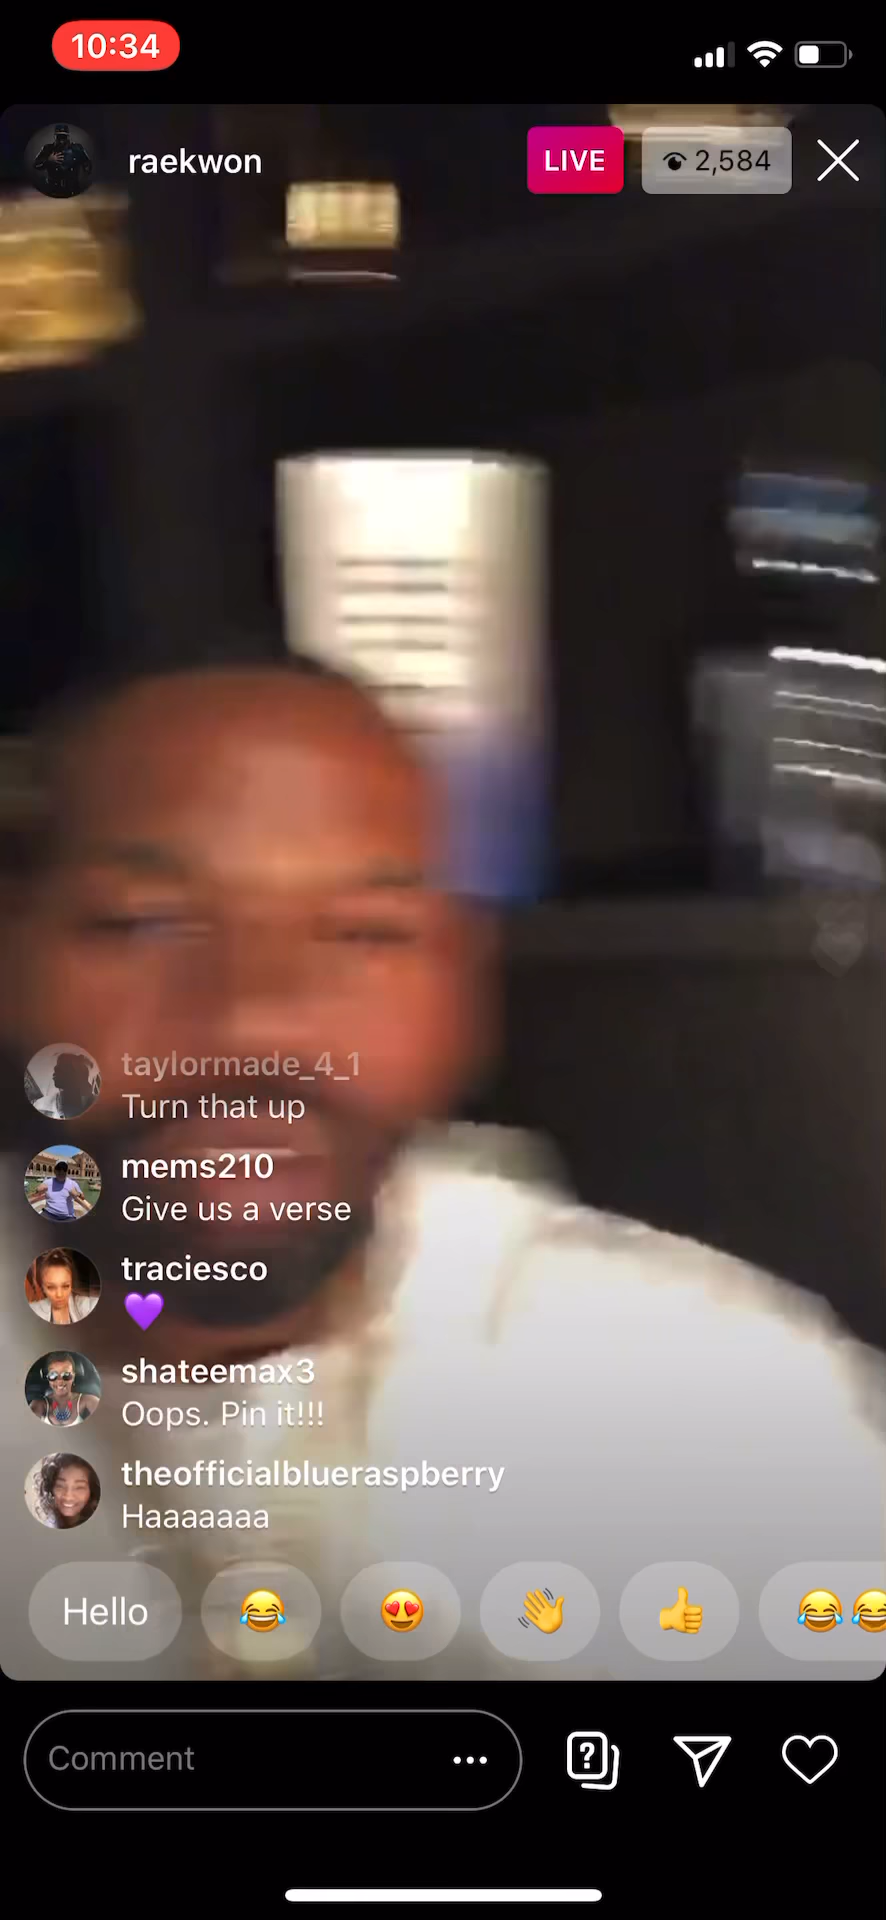 10:34
raekwon
LIVE
2,584
taylormade_4_1
Turn that up
mems210
Give us a verse
traciesco
💜
shateemax3
Oops. Pin it!!!
theofficialblueraspberry
Haaaaaaa
Hello 😂 😍 👋 👍 😂😂
Comment